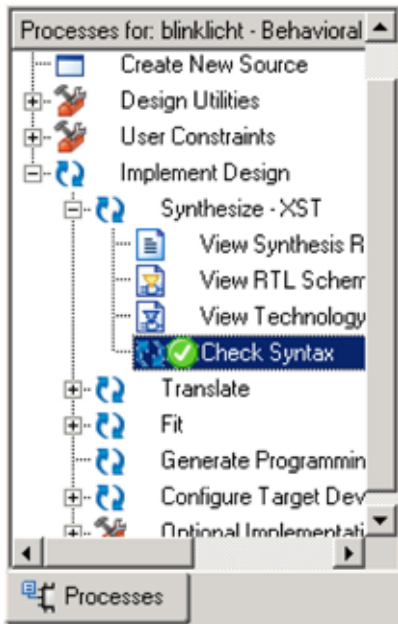 Processes for: blinklicht - Behavioral
Create New Source
Design Utilities
User Constraints
Implement Design
Synthesize - XST
View Synthesis R
View RTL Schem
View Technology
Check Syntax
Translate
Fit
Generate Programmin
Configure Target Dev
Optional Implementati
Processes